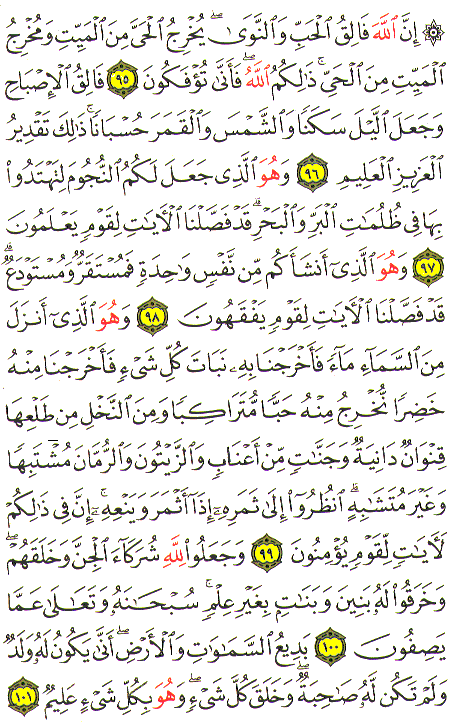 ۞ إِنَّ ٱللَّهَ فَالِقُ ٱلْحَبِّ وَٱلنَّوَىٰ ۖ يُخْرِجُ ٱلْحَىَّ مِنَ ٱلْمَيِّتِ وَمُخْرِجُ
ٱلْمَيِّتِ مِنَ ٱلْحَىِّ ۚ ذَٰلِكُمُ ٱللَّهُ ۖ فَأَنَّىٰ تُؤْفَكُونَ ٩٥ فَالِقُ ٱلْإِصْبَاحِ
وَجَعَلَ ٱلَّيْلَ سَكَنًا وَٱلشَّمْسَ وَٱلْقَمَرَ حُسْبَانًا ۚ ذَٰلِكَ تَقْدِيرُ
ٱلْعَزِيزِ ٱلْعَلِيمِ ٩٦ وَهُوَ ٱلَّذِى جَعَلَ لَكُمُ ٱلنُّجُومَ لِتَهْتَدُوا۟
بِهَا فِى ظُلُمَٰتِ ٱلْبَرِّ وَٱلْبَحْرِ ۗ قَدْ فَصَّلْنَا ٱلْءَايَٰتِ لِقَوْمٍ يَعْلَمُونَ
٩٧ وَهُوَ ٱلَّذِىٓ أَنشَأَكُم مِّن نَّفْسٍ وَٰحِدَةٍ فَمُسْتَقَرٌّ وَمُسْتَوْدَعٌ ۗ
قَدْ فَصَّلْنَا ٱلْءَايَٰتِ لِقَوْمٍ يَفْقَهُونَ ٩٨ وَهُوَ ٱلَّذِىٓ أَنزَلَ
مِنَ ٱلسَّمَآءِ مَآءً فَأَخْرَجْنَا بِهِۦ نَبَاتَ كُلِّ شَىْءٍ فَأَخْرَجْنَا مِنْهُ
خَضِرًا نُّخْرِجُ مِنْهُ حَبًّا مُّتَرَاكِبًا وَمِنَ ٱلنَّخْلِ مِن طَلْعِهَا
قِنْوَانٌ دَانِيَةٌ وَجَنَّٰتٍ مِّنْ أَعْنَابٍ وَٱلزَّيْتُونَ وَٱلرُّمَّانَ مُشْتَبِهًا
وَغَيْرَ مُتَشَٰبِهٍ ۗ ٱنظُرُوٓا۟ إِلَىٰ ثَمَرِهِۦٓ إِذَآ أَثْمَرَ وَيَنْعِهِۦٓ ۚ إِنَّ فِى ذَٰلِكُمْ
لَءَايَٰتٍ لِّقَوْمٍ يُؤْمِنُونَ ٩٩ وَجَعَلُوا۟ لِلَّهِ شُرَكَآءَ ٱلْجِنَّ وَخَلَقَهُمْ ۖ
وَخَرَقُوا۟ لَهُۥ بَنِينَ وَبَنَٰتٍۭ بِغَيْرِ عِلْمٍ ۚ سُبْحَٰنَهُۥ وَتَعَٰلَىٰ عَمَّا
يَصِفُونَ ١٠٠ بَدِيعُ ٱلسَّمَٰوَٰتِ وَٱلْأَرْضِ ۖ أَنَّىٰ يَكُونُ لَهُۥ وَلَدٌ
وَلَمْ تَكُن لَّهُۥ صَٰحِبَةٌ ۖ وَخَلَقَ كُلَّ شَىْءٍ ۖ وَهُوَ بِكُلِّ شَىْءٍ عَلِيمٌ ١٠١